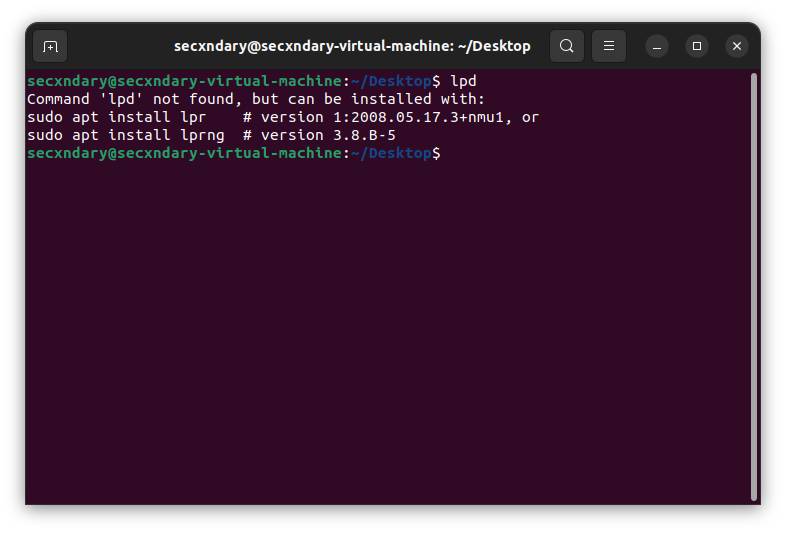 secxndary@secxndary-virtual-machine: ~/Desktop
secxndary@secxndary-virtual-machine:~/Desktop$ lpd
Command 'lpd' not found, but can be installed with:
sudo apt install lpr    # version 1:2008.05.17.3+nmu1, or
sudo apt install lprng  # version 3.8.B-5
secxndary@secxndary-virtual-machine:~/Desktop$